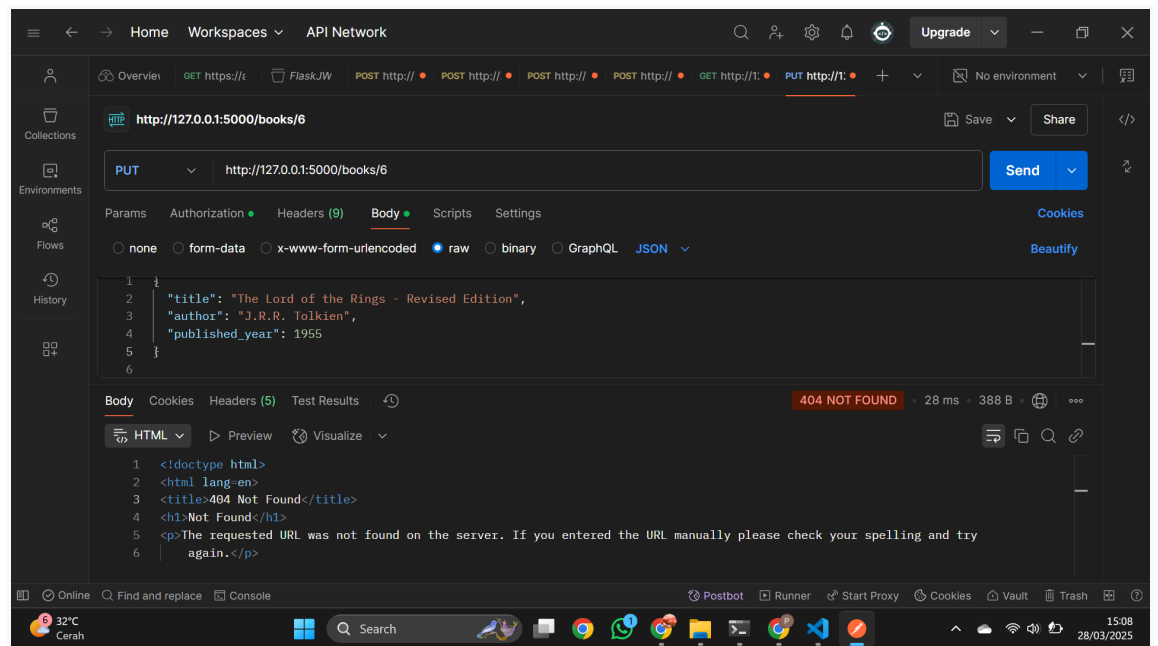 Home Workspaces API Network Upgrade
Overview GET https://a FlaskJW POST http:// POST http:// POST http:// POST http:// GET http://1: PUT http://1: No environment
HTTP http://127.0.0.1:5000/books/6 Save Share
Collections
PUT http://127.0.0.1:5000/books/6 Send
Environments
Params Authorization Headers (9) Body Scripts Settings Cookies
Flows
none form-data x-www-form-urlencoded raw binary GraphQL JSON Beautify
History
1 {
2 "title": "The Lord of the Rings - Revised Edition",
3 "author": "J.R.R. Tolkien",
4 "published_year": 1955
5 }
6
Body Cookies Headers (5) Test Results 404 NOT FOUND 28 ms 388 B
HTML Preview Visualize
1 <!doctype html>
2 <html lang=en>
3 <title>404 Not Found</title>
4 <h1>Not Found</h1>
5 <p>The requested URL was not found on the server. If you entered the URL manually please check your spelling and try
6 again.</p>
Online Find and replace Console Postbot Runner Start Proxy Cookies Vault Trash
6 32°C
Cerah
Search
1
P
15:08
28/03/2025